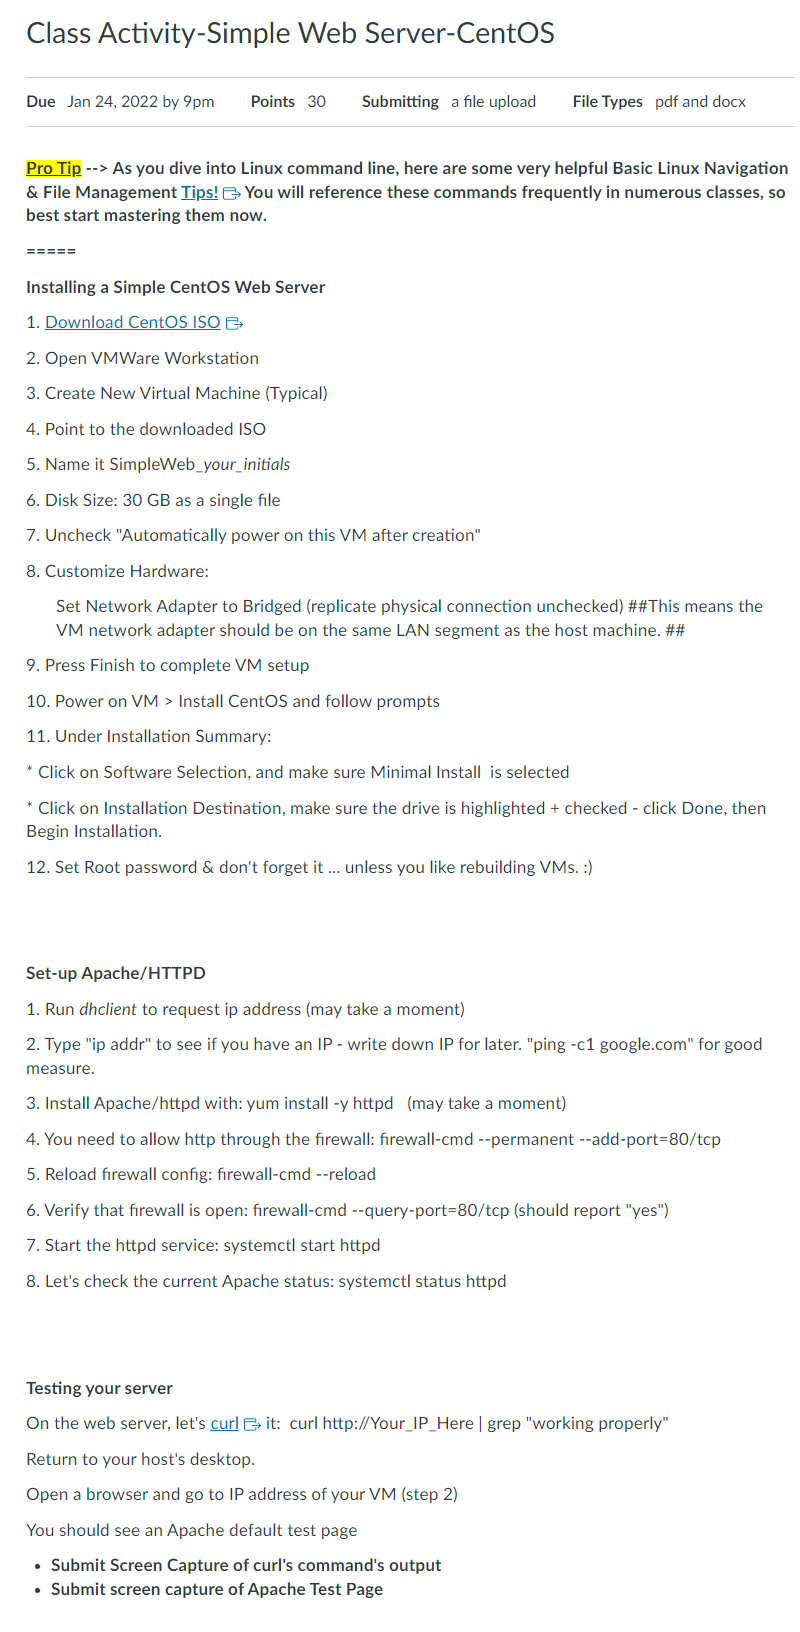 Class Activity-Simple Web Server-CentOS
Due Jan 24, 2022 by 9pm Points 30 Submitting a file upload File Types pdf and docx
Pro Tip --> As you dive into Linux command line, here are some very helpful Basic Linux Navigation
& File Management Tips! You will reference these commands frequently in numerous classes, so
best start mastering them now.
=====
Installing a Simple CentOS Web Server
1. Download CentOS ISO
2. Open VMWare Workstation
3. Create New Virtual Machine (Typical)
4. Point to the downloaded ISO
5. Name it SimpleWeb_your_initials
6. Disk Size: 30 GB as a single file
7. Uncheck "Automatically power on this VM after creation"
8. Customize Hardware:
Set Network Adapter to Bridged (replicate physical connection unchecked) ##This means the
VM network adapter should be on the same LAN segment as the host machine. ##
9. Press Finish to complete VM setup
10. Power on VM > Install CentOS and follow prompts
11. Under Installation Summary:
* Click on Software Selection, and make sure Minimal Install  is selected
* Click on Installation Destination, make sure the drive is highlighted + checked - click Done, then
Begin Installation.
12. Set Root password & don't forget it ... unless you like rebuilding VMs. :)
Set-up Apache/HTTPD
1. Run dhclient to request ip address (may take a moment)
2. Type "ip addr" to see if you have an IP - write down IP for later. "ping -c1 google.com" for good
measure.
3. Install Apache/httpd with: yum install -y httpd   (may take a moment)
4. You need to allow http through the firewall: firewall-cmd --permanent --add-port=80/tcp
5. Reload firewall config: firewall-cmd --reload
6. Verify that firewall is open: firewall-cmd --query-port=80/tcp (should report "yes")
7. Start the httpd service: systemctl start httpd
8. Let's check the current Apache status: systemctl status httpd
Testing your server
On the web server, let's curl it:  curl http://Your_IP_Here | grep "working properly"
Return to your host's desktop.
Open a browser and go to IP address of your VM (step 2)
You should see an Apache default test page
• Submit Screen Capture of curl's command's output
• Submit screen capture of Apache Test Page